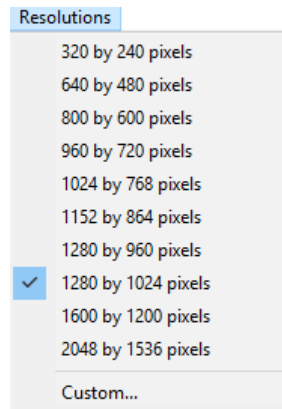 Resolutions
320 by 240 pixels
640 by 480 pixels
800 by 600 pixels
960 by 720 pixels
1024 by 768 pixels
1152 by 864 pixels
1280 by 960 pixels
1280 by 1024 pixels
1600 by 1200 pixels
2048 by 1536 pixels
Custom...